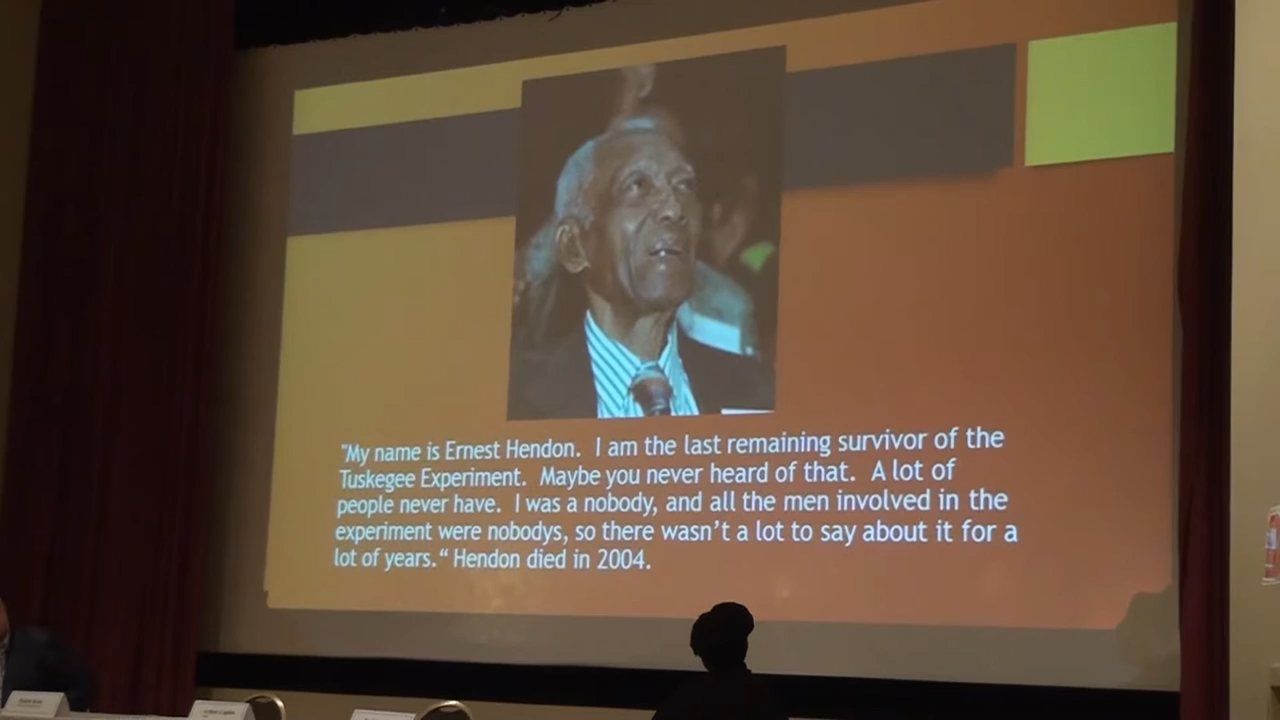 "My name is Ernest Hendon. I am the last remaining survivor of the
Tuskegee Experiment. Maybe you never heard of that. A lot of
people never have. I was a nobody, and all the men involved in the
experiment were nobodys, so there wasn't a lot to say about it for a
lot of years." Hendon died in 2004.